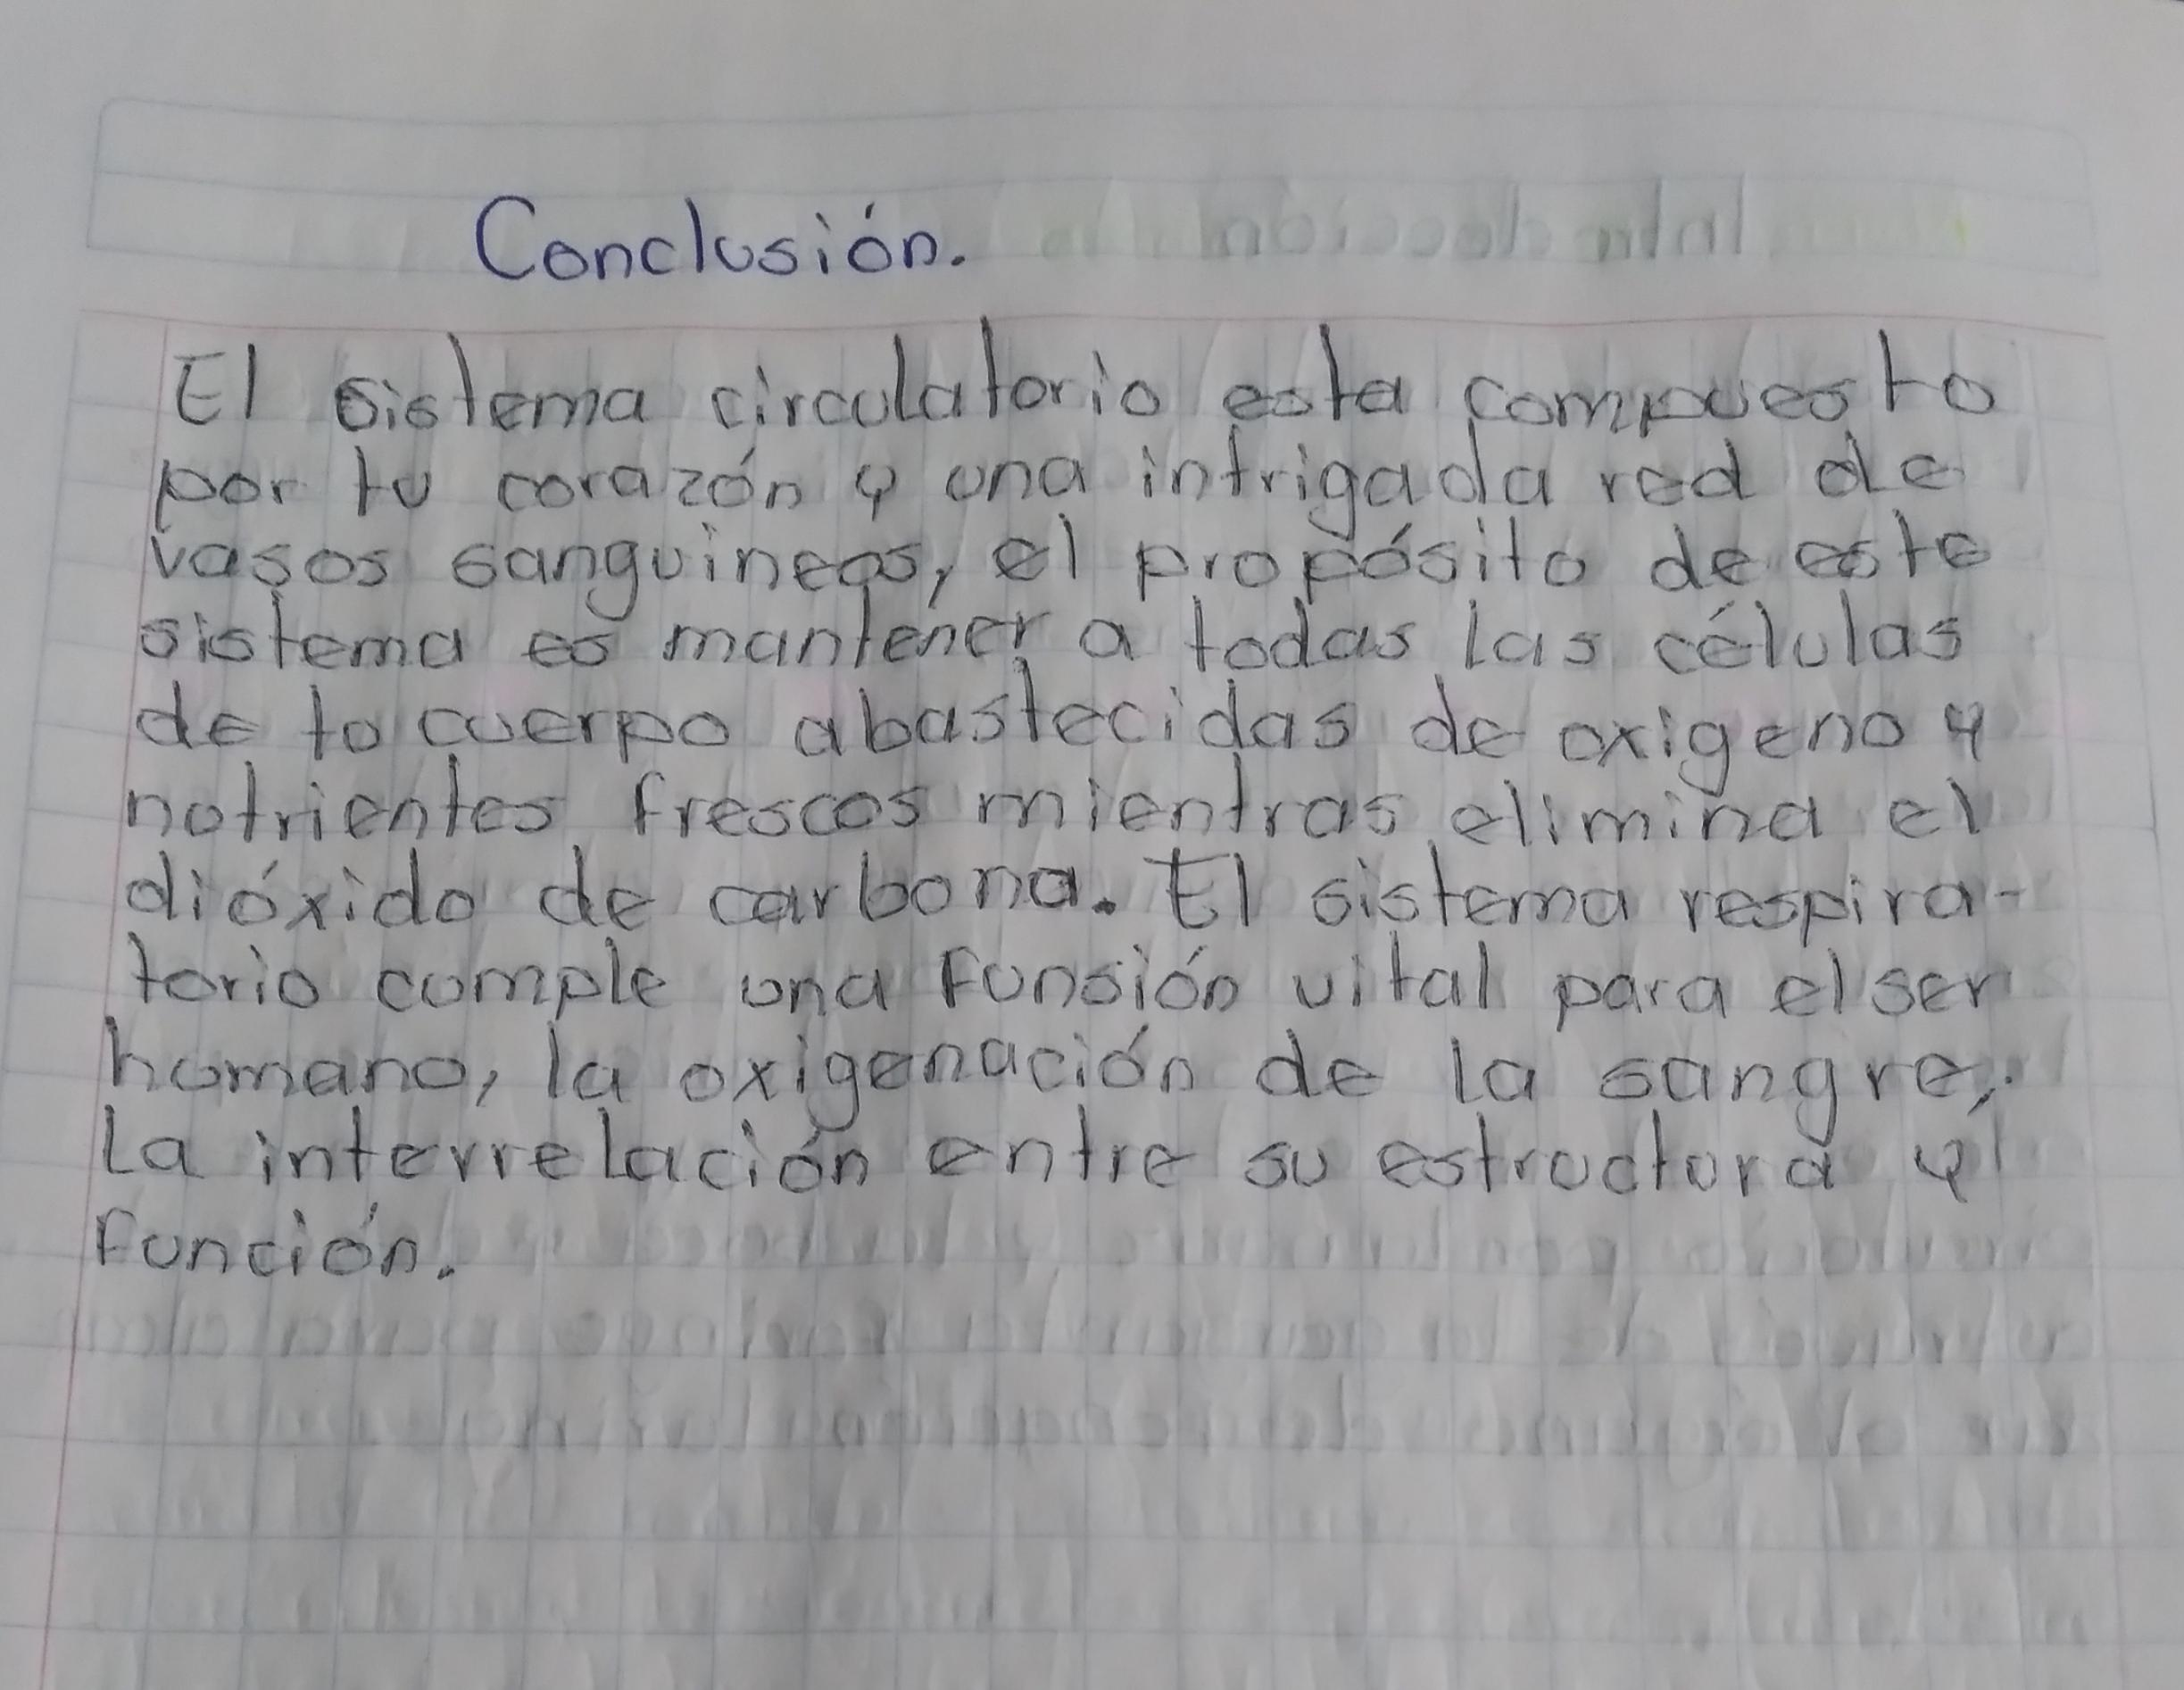 Conclusión.
El sistema circulatorio esta compuesto
por tu corazón y una intrigada red de
vasos sanguineos, el propósito de este
sistema es mantener a todas las células
de tu cuerpo abastecidas de oxigeno y
nutrientes frescos mientras elimina el
dióxido de carbona. El sistema respira-
torio cumple una funsión vital para el ser
humano, la oxigenación de la sangre,.
La interrelación entre su estructura y
función.